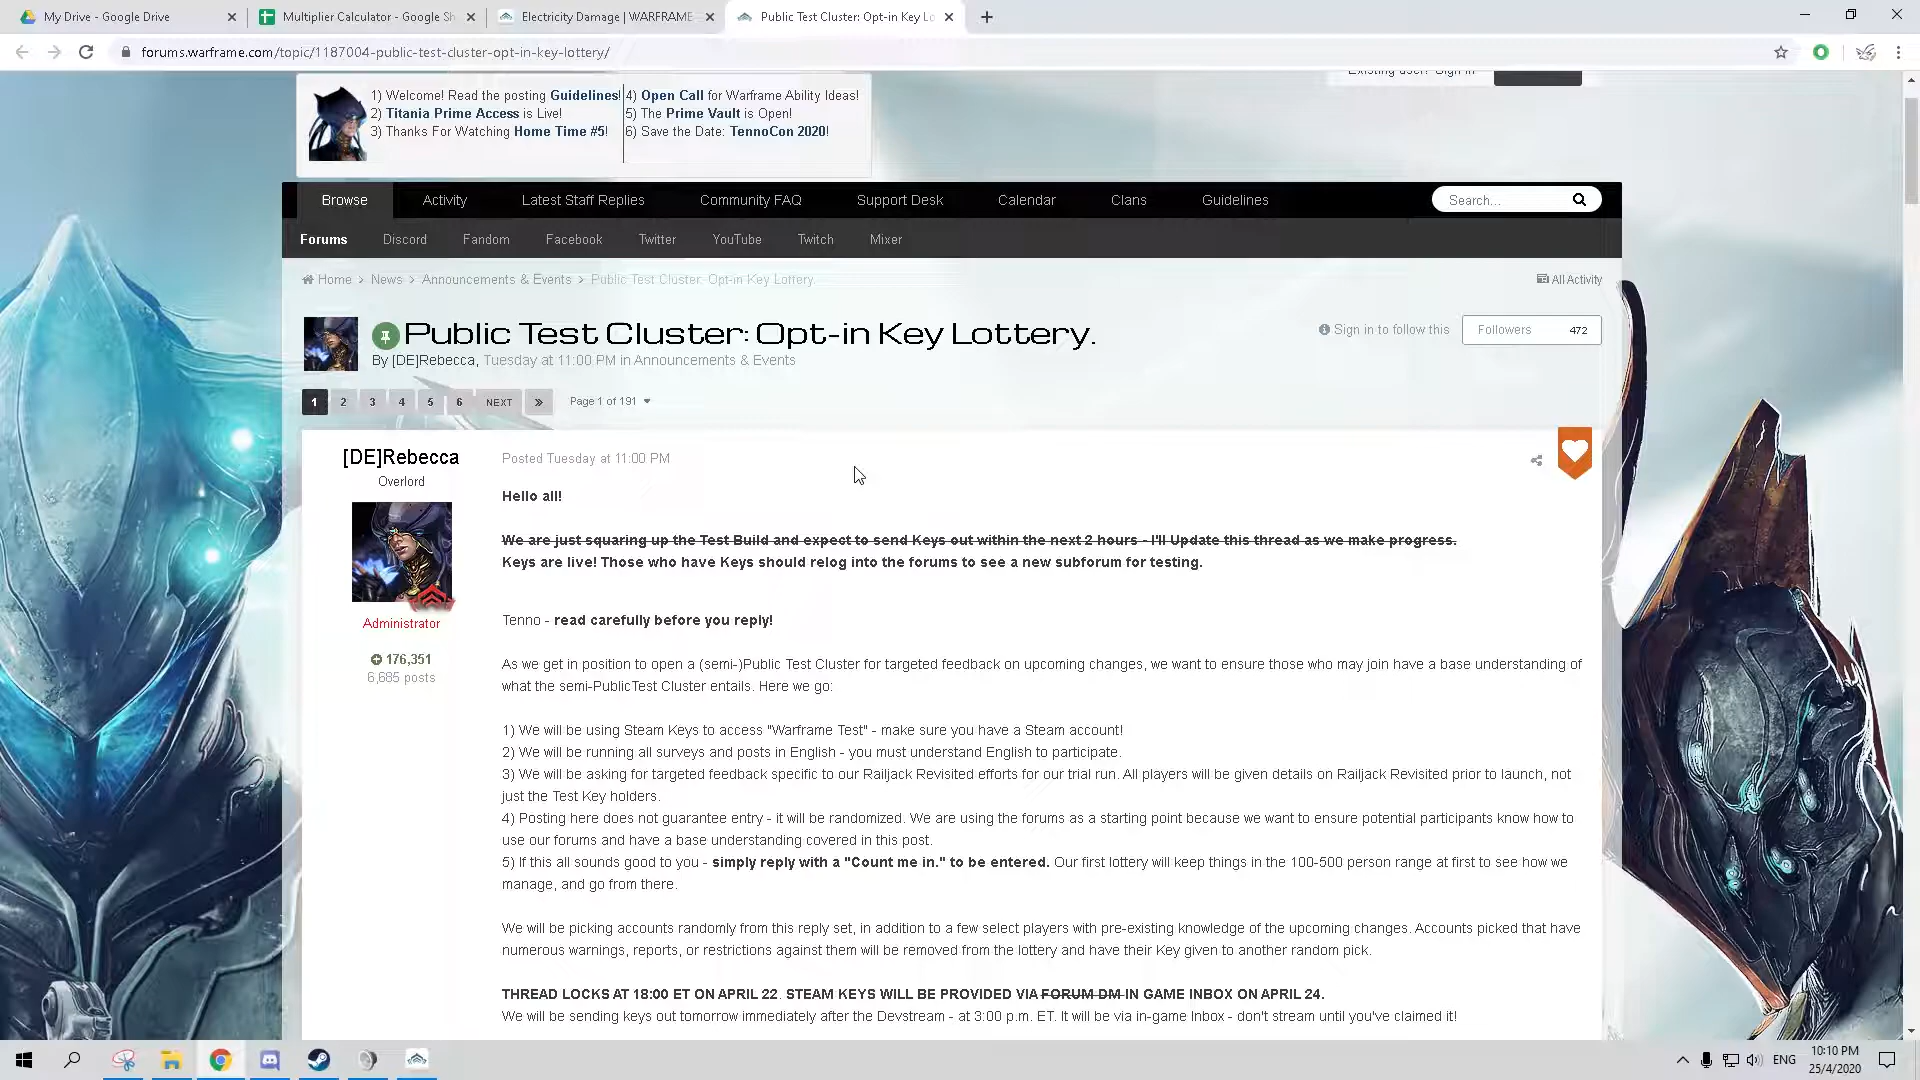 My Drive - Google Drive
Multiplier Calculator - Google Sh
Electricity Damage | WARFRAME
Public Test Cluster: Opt-in Key Lo
forums.warframe.com/topic/1187004-public-test-cluster-opt-in-key-lottery/
Existing user? Sign In
1) Welcome! Read the posting Guidelines!
2) Titania Prime Access is Live!
3) Thanks For Watching Home Time #5!
4) Open Call for Warframe Ability Ideas!
5) The Prime Vault is Open!
6) Save the Date: TennoCon 2020!
Browse Activity Latest Staff Replies Community FAQ Support Desk Calendar Clans Guidelines Search...
Forums Discord Fandom Facebook Twitter YouTube Twitch Mixer
Home > News > Announcements & Events > Public Test Cluster: Opt-in Key Lottery.
All Activity
Public Test Cluster: Opt-in Key Lottery.
By [DE]Rebecca, Tuesday at 11:00 PM in Announcements & Events
Sign in to follow this
Followers 472
1 2 3 4 5 6 NEXT » Page 1 of 191
[DE]Rebecca
Overlord
Administrator
176,351
6,685 posts
Posted Tuesday at 11:00 PM
Hello all!
We are just squaring up the Test Build and expect to send Keys out within the next 2 hours - I'll Update this thread as we make progress.
Keys are live! Those who have Keys should relog into the forums to see a new subforum for testing.
Tenno - read carefully before you reply!
As we get in position to open a (semi-)Public Test Cluster for targeted feedback on upcoming changes, we want to ensure those who may join have a base understanding of
what the semi-PublicTest Cluster entails. Here we go:
1) We will be using Steam Keys to access "Warframe Test" - make sure you have a Steam account!
2) We will be running all surveys and posts in English - you must understand English to participate.
3) We will be asking for targeted feedback specific to our Railjack Revisited efforts for our trial run. All players will be given details on Railjack Revisited prior to launch, not
just the Test Key holders.
4) Posting here does not guarantee entry - it will be randomized. We are using the forums as a starting point because we want to ensure potential participants know how to
use our forums and have a base understanding covered in this post.
5) If this all sounds good to you - simply reply with a "Count me in." to be entered. Our first lottery will keep things in the 100-500 person range at first to see how we
manage, and go from there.
We will be picking accounts randomly from this reply set, in addition to a few select players with pre-existing knowledge of the upcoming changes. Accounts picked that have
numerous warnings, reports, or restrictions against them will be removed from the lottery and have their Key given to another random pick.
THREAD LOCKS AT 18:00 ET ON APRIL 22. STEAM KEYS WILL BE PROVIDED VIA FORUM DM IN GAME INBOX ON APRIL 24.
We will be sending keys out tomorrow immediately after the Devstream - at 3:00 p.m. ET. It will be via in-game Inbox - don't stream until you've claimed it!
ENG
10:10 PM
25/4/2020